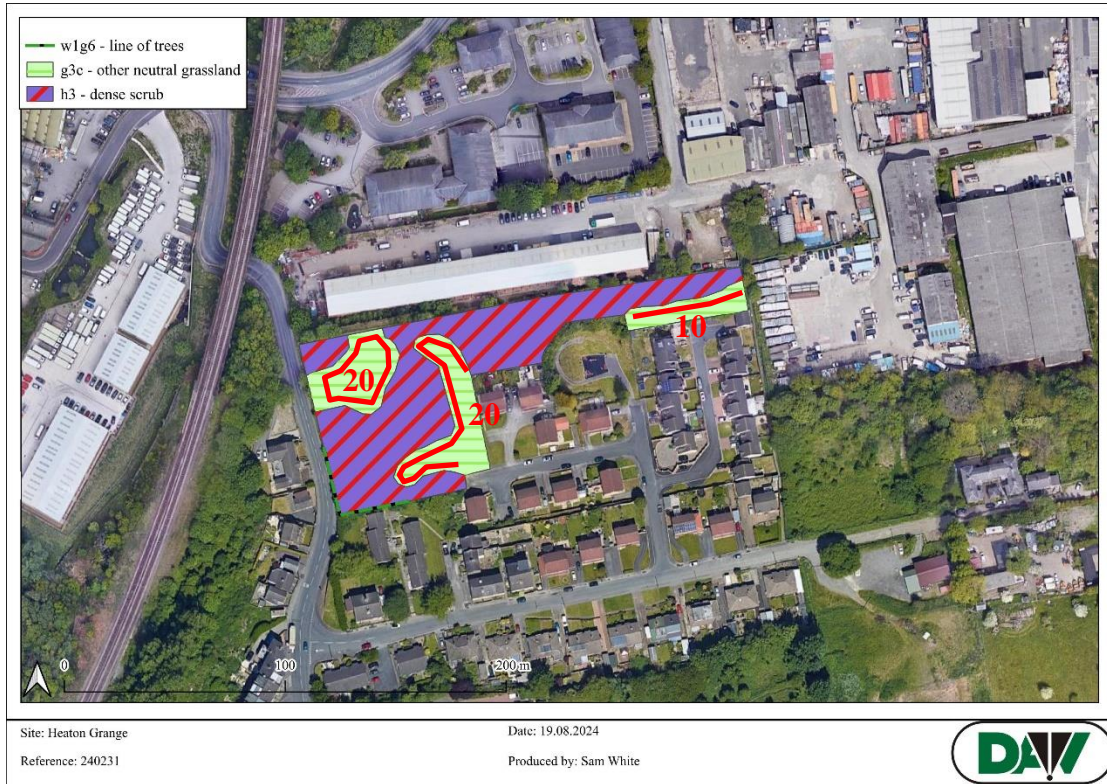 w1g6 - line of trees
g3c - other neutral grassland
h3 - dense scrub
10
20
20
0
100
200 m
Site: Heaton Grange
Date: 19.08.2024
Reference: 240231
Produced by: Sam White
DAW